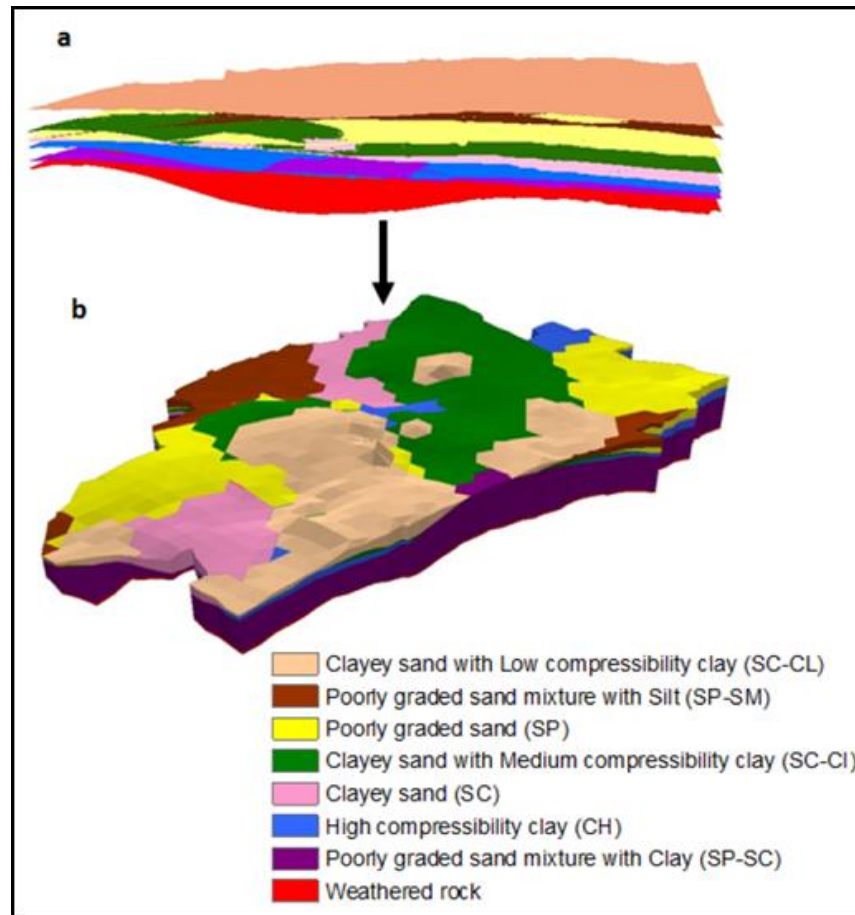 a
b
Clayey sand with Low compressibility clay (SC-CL)
Poorly graded sand mixture with Silt (SP-SM)
Poorly graded sand (SP)
Clayey sand with Medium compressibility clay (SC-CI)
Clayey sand (SC)
High compressibility clay (CH)
Poorly graded sand mixture with Clay (SP-SC)
Weathered rock